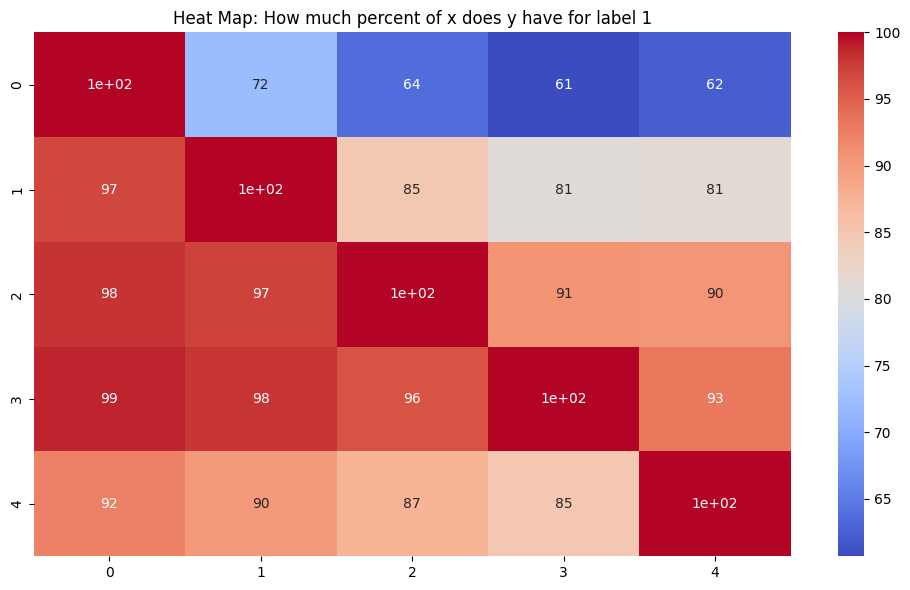 Heat Map: How much percent of x does y have for label 1
0 1e+02 72 64 61 62
1 97 1e+02 85 81 81
2 98 97 1e+02 91 90
3 99 98 96 1e+02 93
4 92 90 87 85 1e+02
0 1 2 3 4
100
95
90
85
80
75
70
65